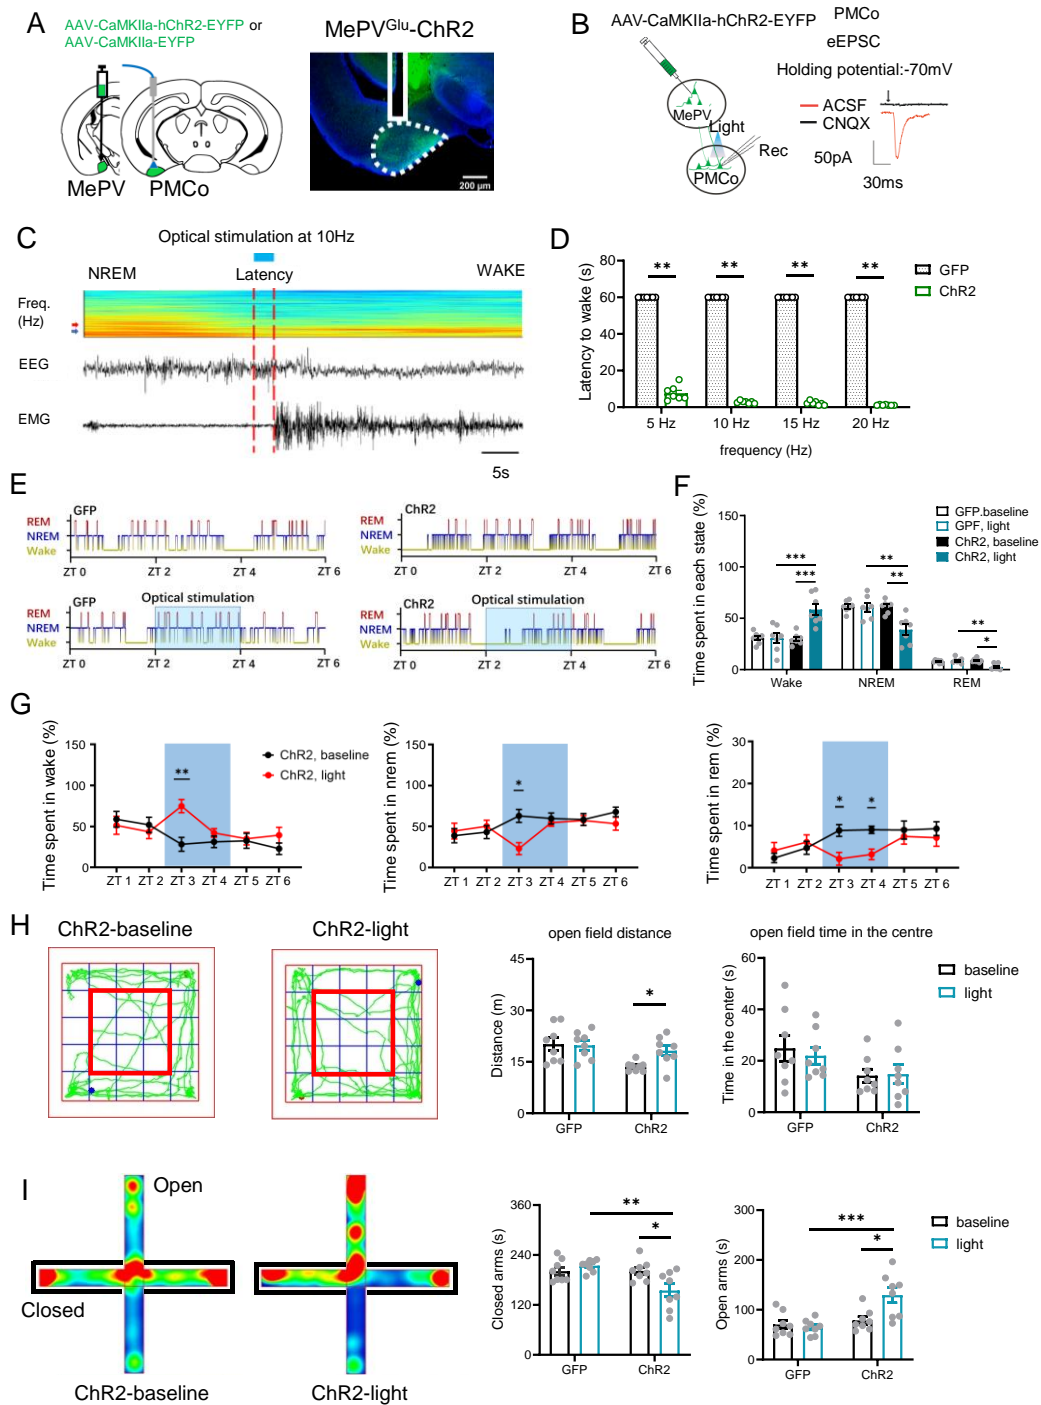 A
AAV-CaMKIIa-hChR2-EYFP or
AAV-CaMKIIa-EYFP
MePV
PMCo
MePVGlu-ChR2
200 μm
B
AAV-CaMKIIa-hChR2-EYFP
PMCo
eEPSC
Holding potential:-70mV
MePV
Light
Rec
PMCo
ACSF
CNQX
50pA
30ms
C
Optical stimulation at 10Hz
NREM
Latency
WAKE
Freq.
(Hz)
EEG
EMG
5s
D
Latency to wake (s)
80
60
40
20
0
**
**
**
**
5 Hz
10 Hz
15 Hz
20 Hz
frequency (Hz)
GFP
ChR2
E
GFP
REM
NREM
Wake
ZT 0
ZT 2
ZT 4
ZT 6
ChR2
REM
NREM
Wake
ZT 0
ZT 2
ZT 4
ZT 6
GFP
Optical stimulation
REM
NREM
Wake
ZT 0
ZT 2
ZT 4
ZT 6
ChR2
Optical stimulation
REM
NREM
Wake
ZT 0
ZT 2
ZT 4
ZT 6
F
Time spent in each state (%)
150
100
50
0
***
***
**
**
**
*
Wake
NREM
REM
GFP.baseline
GPF, light
ChR2, baseline
ChR2, light
G
Time spent in wake (%)
150
100
50
0
**
ZT 1
ZT 2
ZT 3
ZT 4
ZT 5
ZT 6
ChR2, baseline
ChR2, light
Time spent in nrem (%)
150
100
50
0
*
ZT 1
ZT 2
ZT 3
ZT 4
ZT 5
ZT 6
Time spent in rem (%)
30
20
10
0
*
*
ZT 1
ZT 2
ZT 3
ZT 4
ZT 5
ZT 6
H
ChR2-baseline
ChR2-light
open field distance
Distance (m)
45
30
15
0
*
GFP
ChR2
open field time in the centre
Time in the center (s)
60
40
20
0
GFP
ChR2
baseline
light
I
Open
Closed
ChR2-baseline
ChR2-light
Closed arms (s)
360
240
120
0
**
*
GFP
ChR2
Open arms (s)
300
200
100
0
***
*
GFP
ChR2
baseline
light